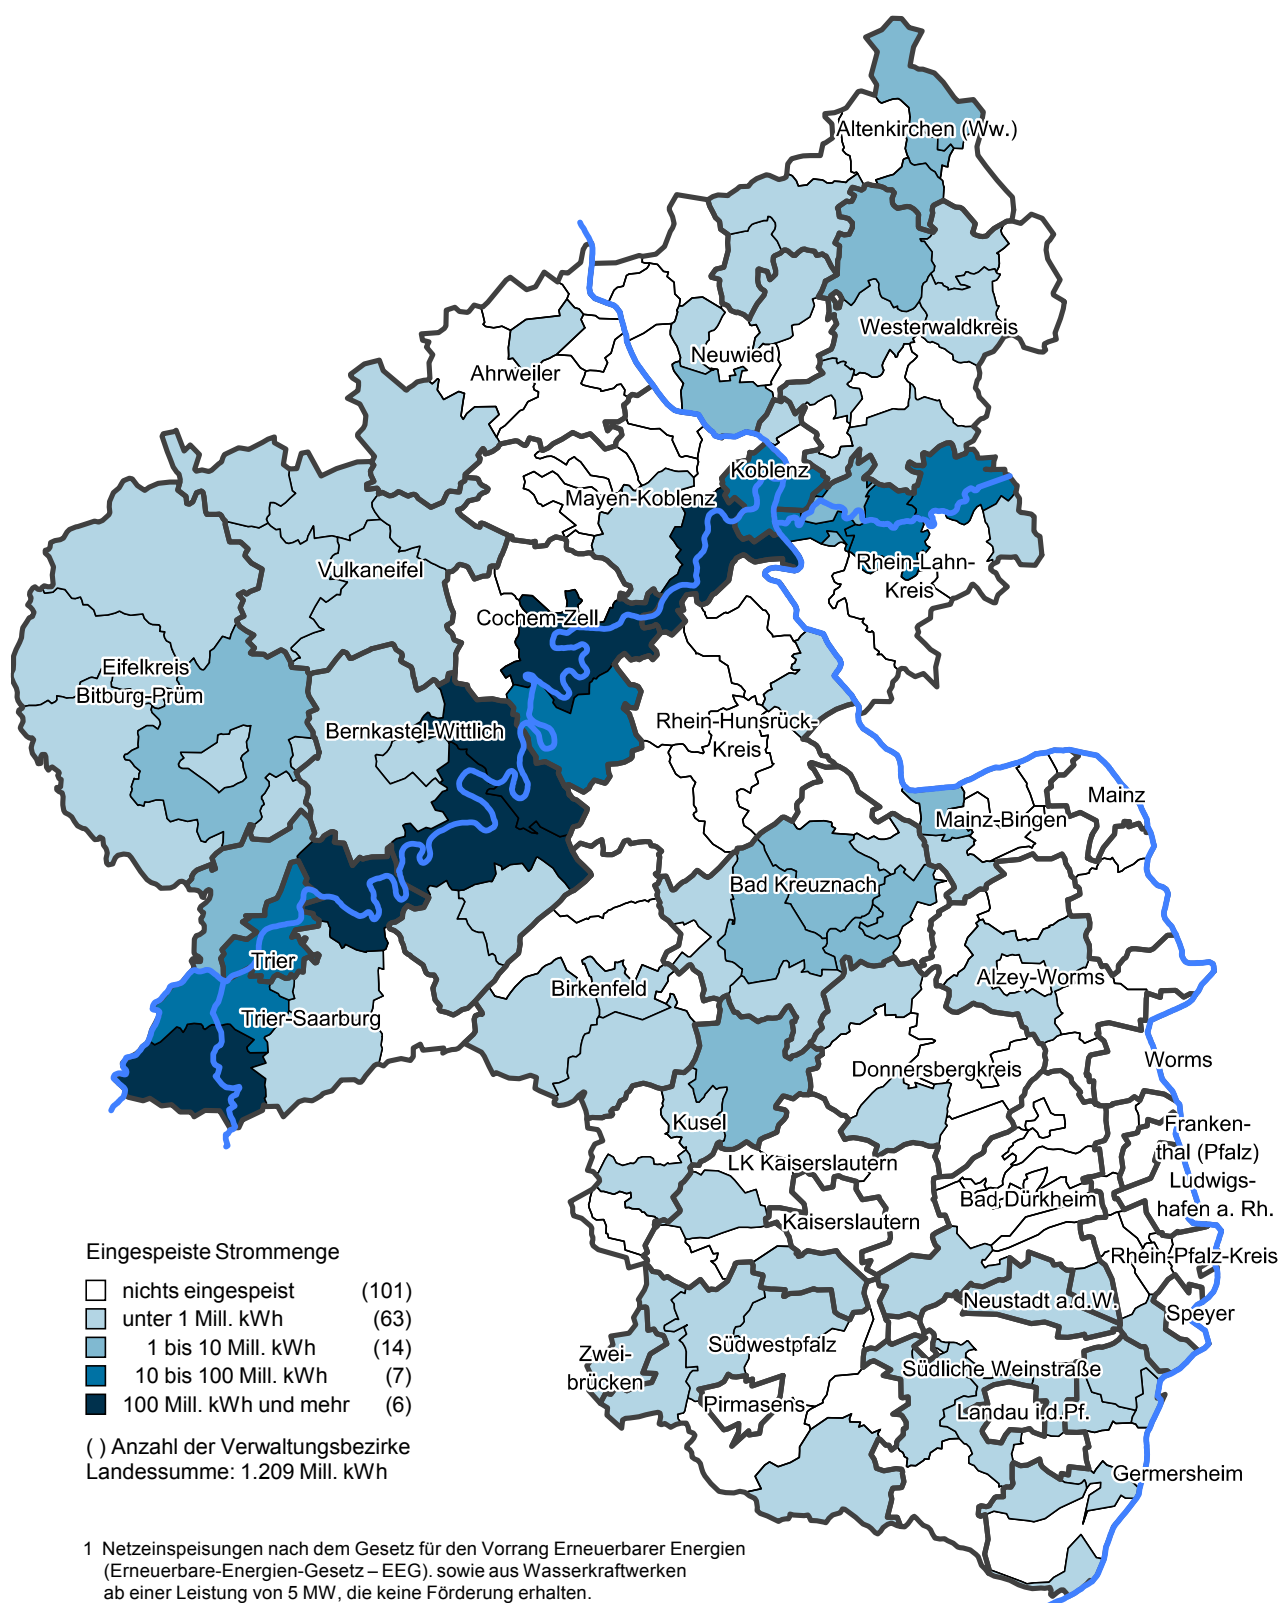 Altenkirchen (Ww.)
Westerwaldkreis
Neuwied
Ahrweiler
Koblenz
Mayen-Koblenz
Rhein-Lahn-
Kreis
Vulkaneifel
Cochem-Zell
Eifelkreis
Bitburg-Prüm
Bernkastel-Wittlich
Rhein-Hunsrück-
Kreis
Mainz
Mainz-Bingen
Bad Kreuznach
Trier
Alzey-Worms
Birkenfeld
Trier-Saarburg
Worms
Donnersbergkreis
Kusel
Franken-
thal (Pfalz)
LK Kaiserslautern
Ludwigs-
hafen a. Rh.
Bad Dürkheim
Kaiserslautern
Rhein-Pfalz-Kreis
Neustadt a.d.W.
Speyer
Südwestpfalz
Zwei-
brücken
Südliche Weinstraße
Pirmasens
Landau i.d.Pf.
Germersheim
Eingespeiste Strommenge
nichts eingespeist (101)
unter 1 Mill. kWh (63)
1 bis 10 Mill. kWh (14)
10 bis 100 Mill. kWh (7)
100 Mill. kWh und mehr (6)
( ) Anzahl der Verwaltungsbezirke
Landessumme: 1.209 Mill. kWh
1 Netzeinspeisungen nach dem Gesetz für den Vorrang Erneuerbarer Energien
(Erneuerbare-Energien-Gesetz – EEG). sowie aus Wasserkraftwerken
ab einer Leistung von 5 MW, die keine Förderung erhalten.